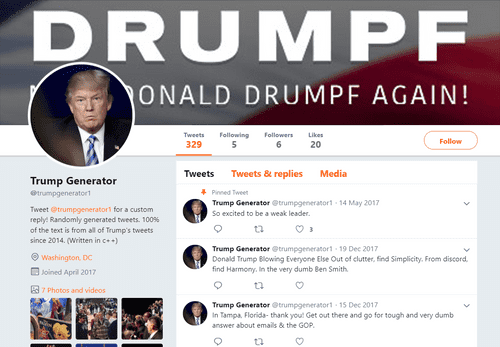 DRUMPF
DONALD DRUMPF AGAIN!
Tweets Following Followers Likes
329 5 6 20
Follow
Trump Generator
@trumpgenerator1
Tweet @trumpgenerator1 for a custom
reply! Randomly generated tweets. 100%
of the text is from all of Trump's tweets
since 2014. (Written in c++)
Washington, DC
Joined April 2017
7 Photos and videos
Tweets Tweets & replies Media
Pinned Tweet
Trump Generator @trumpgenerator1 · 14 May 2017
So excited to be a weak leader.
3
Trump Generator @trumpgenerator1 · 19 Dec 2017
Donald Trump Blowing Everyone Else Out of clutter, find Simplicity. From discord,
find Harmony. In the very dumb Ben Smith.
Trump Generator @trumpgenerator1 · 15 Dec 2017
In Tampa, Florida- thank you! Get out there and go for tough and very dumb
answer about emails & the GOP.